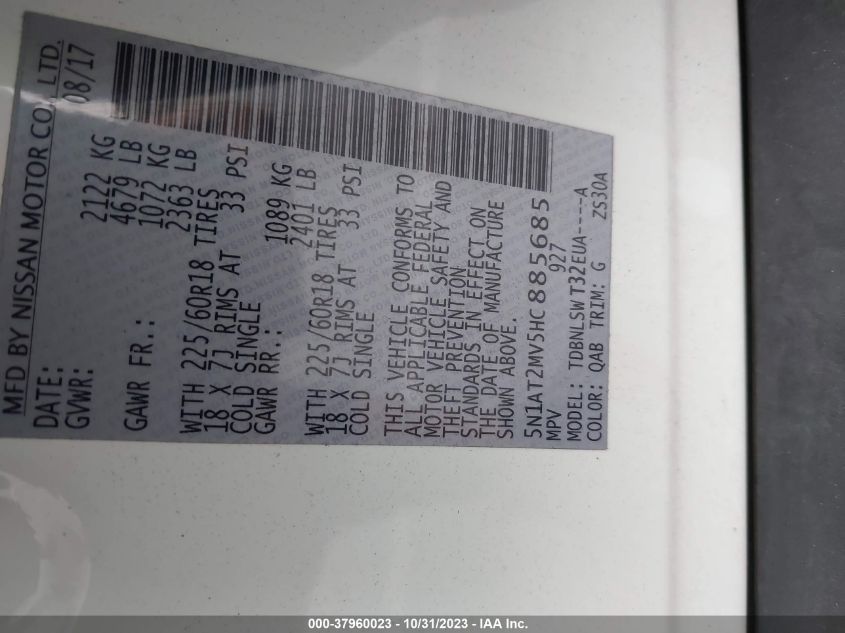 MFD BY NISSAN MOTOR CO., LTD.
DATE: 08/17
GVWR: 2122 KG
4679 LB
GAWR FR.: 1072 KG
2363 LB
WITH 225/60R18 TIRES
18 X 7J RIMS AT 33 PSI
COLD SINGLE
GAWR RR.: 1089 KG
2401 LB
WITH 225/60R18 TIRES
18 X 7J RIMS AT 33 PSI
COLD SINGLE
THIS VEHICLE CONFORMS TO
ALL APPLICABLE FEDERAL
MOTOR VEHICLE SAFETY AND
THEFT PREVENTION
STANDARDS IN EFFECT ON
THE DATE OF MANUFACTURE
SHOWN ABOVE.
5N1AT2MV5HC885685
MPV 927
MODEL: TDBNLSWT32EUA----A
COLOR: QAB TRIM: G ZS30A
000-37960023 - 10/31/2023 - IAA Inc.